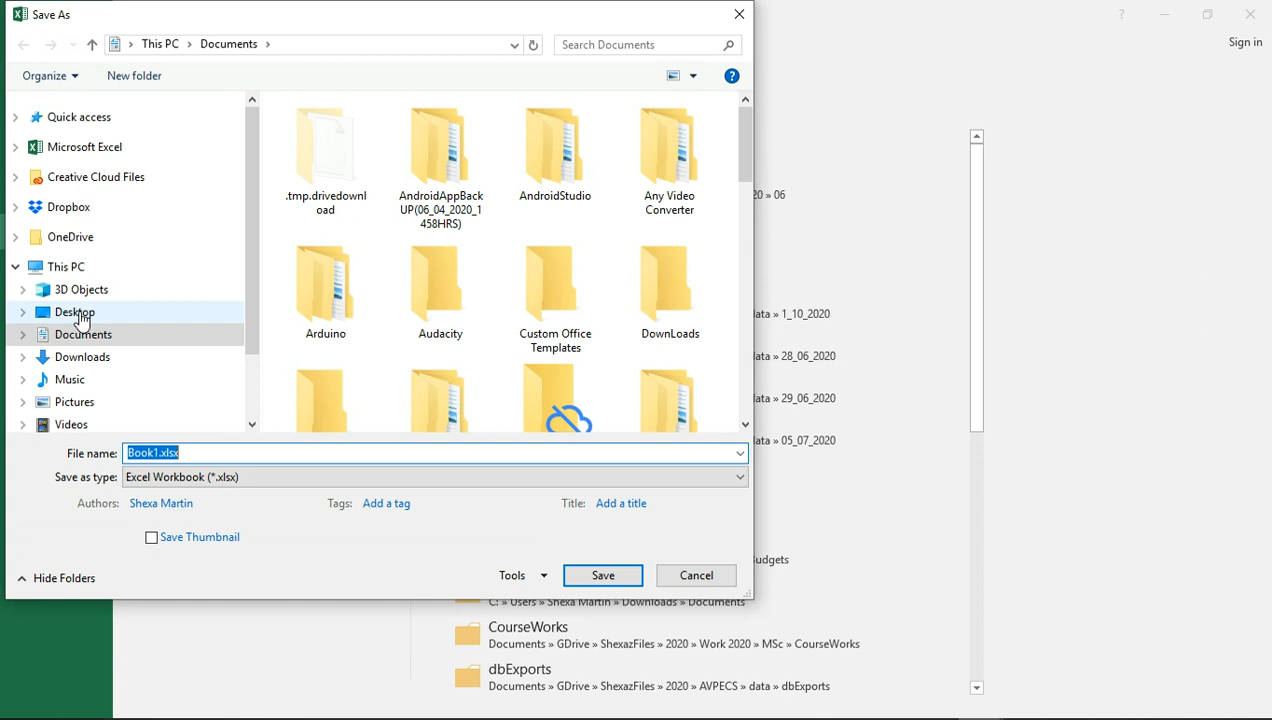 Save As
This PC › Documents ›
Search Documents
Organize
New folder
Sign in
Quick access
Microsoft Excel
Creative Cloud Files
Dropbox
OneDrive
This PC
3D Objects
Desktop
Documents
Downloads
Music
Pictures
Videos
.tmp.drivedownl
oad
AndroidAppBack
UP(06_04_2020_1
458HRS)
AndroidStudio
Any Video
Converter
Arduino
Audacity
Custom Office
Templates
DownLoads
20 » 06
data » 1_10_2020
data » 28_06_2020
data » 29_06_2020
data » 05_07_2020
File name: Book1.xlsx
Save as type: Excel Workbook (*.xlsx)
Authors: Shexa Martin
Tags: Add a tag
Title: Add a title
Save Thumbnail
Hide Folders
Tools
Save
Cancel
udgets
C: » Users » Shexa Martin » Downloads » Documents
CourseWorks
Documents » GDrive » ShexazFiles » 2020 » Work 2020 » MSc » CourseWorks
dbExports
Documents » GDrive » ShexazFiles » 2020 » AVPECS » data » dbExports